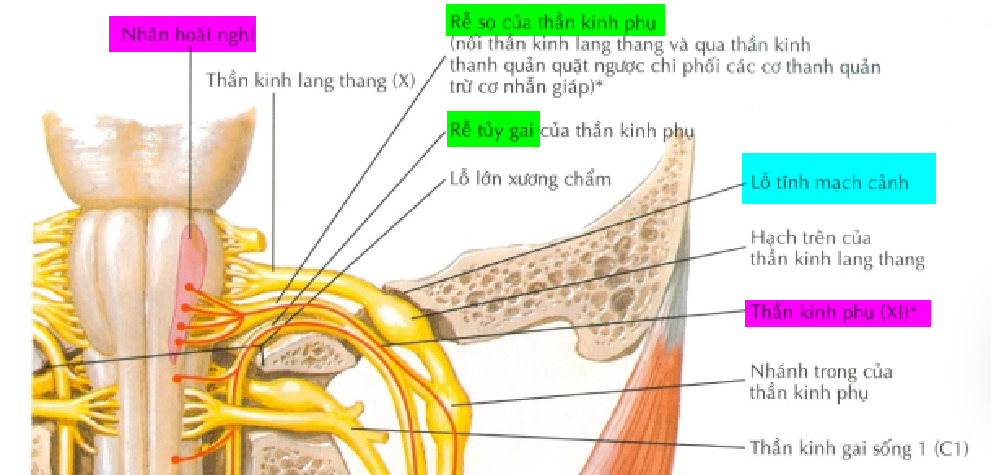 Nhân hoài nghi
Rễ sọ của thần kinh phụ
(nối thần kinh lang thang và qua thần kinh
thanh quản quặt ngược chi phối các cơ thanh quản
trừ cơ nhẫn giáp)*
Thần kinh lang thang (X)
Rễ tủy gai của thần kinh phụ
Lỗ lớn xương chẩm
Lỗ tĩnh mạch cảnh
Hạch trên của
thần kinh lang thang
Thần kinh phụ (XI)*
Nhánh trong của
thần kinh phụ
Thần kinh gai sống 1 (C1)